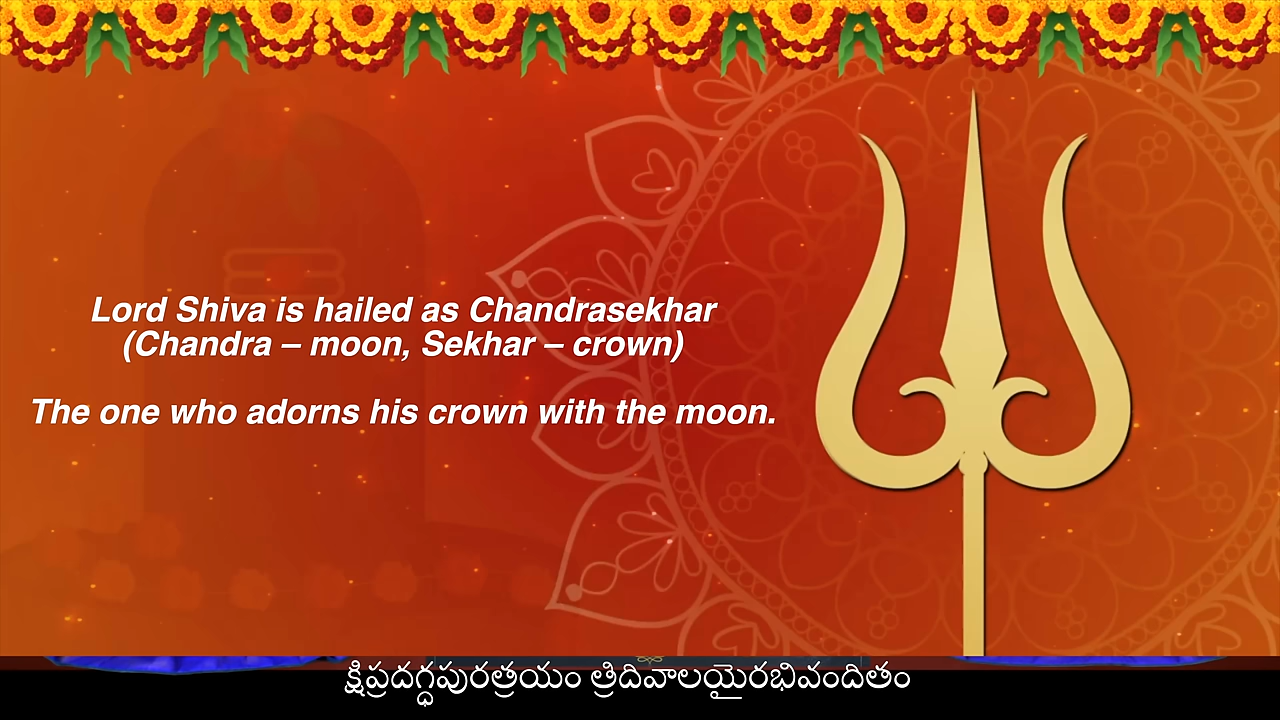 Lord Shiva is hailed as Chandrasekhar
(Chandra – moon, Sekhar – crown)
The one who adorns his crown with the moon.
క్షిప్రదగ్ధపురత్రయం త్రిదివాలయైరభివందితం